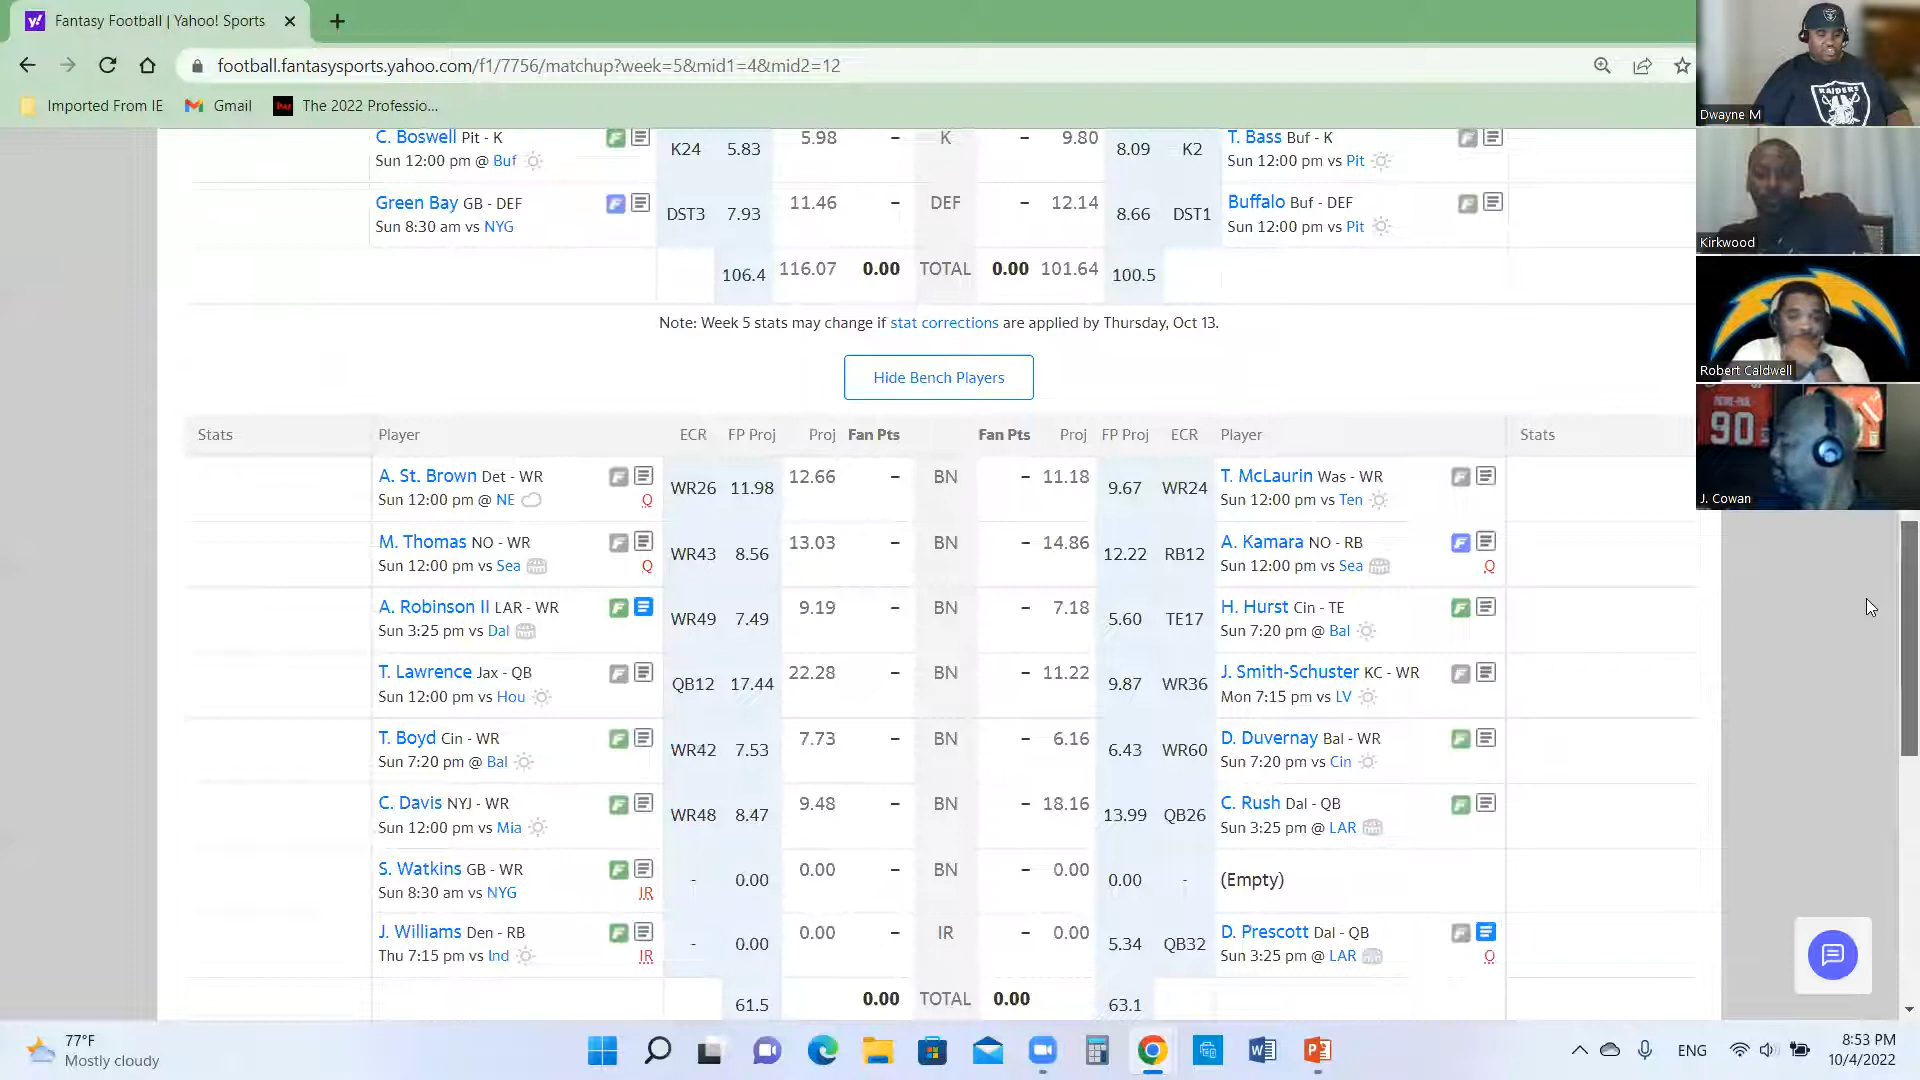 Fantasy Football | Yahoo! Sports
football.fantasysports.yahoo.com/f1/7756/matchup?week=5&mid1=4&mid2=12
Imported From IE Gmail The 2022 Professio...
C. Boswell Pit - K K24 5.83 5.98 – K – 9.80 8.09 K2 T. Bass Buf - K
Sun 12:00 pm @ Buf Sun 12:00 pm vs Pit
Green Bay GB - DEF DST3 7.93 11.46 – DEF – 12.14 8.66 DST1 Buffalo Buf - DEF
Sun 8:30 am vs NYG Sun 12:00 pm vs Pit
106.4 116.07 0.00 TOTAL 0.00 101.64 100.5
Note: Week 5 stats may change if stat corrections are applied by Thursday, Oct 13.
Hide Bench Players
Stats Player ECR FP Proj Proj Fan Pts Fan Pts Proj FP Proj ECR Player Stats
A. St. Brown Det - WR WR26 11.98 12.66 – BN – 11.18 9.67 WR24 T. McLaurin Was - WR
Sun 12:00 pm @ NE Q Sun 12:00 pm vs Ten
M. Thomas NO - WR WR43 8.56 13.03 – BN – 14.86 12.22 RB12 A. Kamara NO - RB
Sun 12:00 pm vs Sea Q Sun 12:00 pm vs Sea Q
A. Robinson II LAR - WR WR49 7.49 9.19 – BN – 7.18 5.60 TE17 H. Hurst Cin - TE
Sun 3:25 pm vs Dal Sun 7:20 pm @ Bal
T. Lawrence Jax - QB QB12 17.44 22.28 – BN – 11.22 9.87 WR36 J. Smith-Schuster KC - WR
Sun 12:00 pm vs Hou Mon 7:15 pm vs LV
T. Boyd Cin - WR WR42 7.53 7.73 – BN – 6.16 6.43 WR60 D. Duvernay Bal - WR
Sun 7:20 pm @ Bal Sun 7:20 pm vs Cin
C. Davis NYJ - WR WR48 8.47 9.48 – BN – 18.16 13.99 QB26 C. Rush Dal - QB
Sun 12:00 pm vs Mia Sun 3:25 pm @ LAR
S. Watkins GB - WR - 0.00 0.00 – BN – 0.00 0.00 - (Empty)
Sun 8:30 am vs NYG IR
J. Williams Den - RB - 0.00 0.00 – IR – 0.00 5.34 QB32 D. Prescott Dal - QB
Thu 7:15 pm vs Ind IR Sun 3:25 pm @ LAR O
61.5 0.00 TOTAL 0.00 63.1
RAIDERS
Dwayne M
Kirkwood
Robert Caldwell
90
J. Cowan
77°F
Mostly cloudy
ENG
8:53 PM
10/4/2022